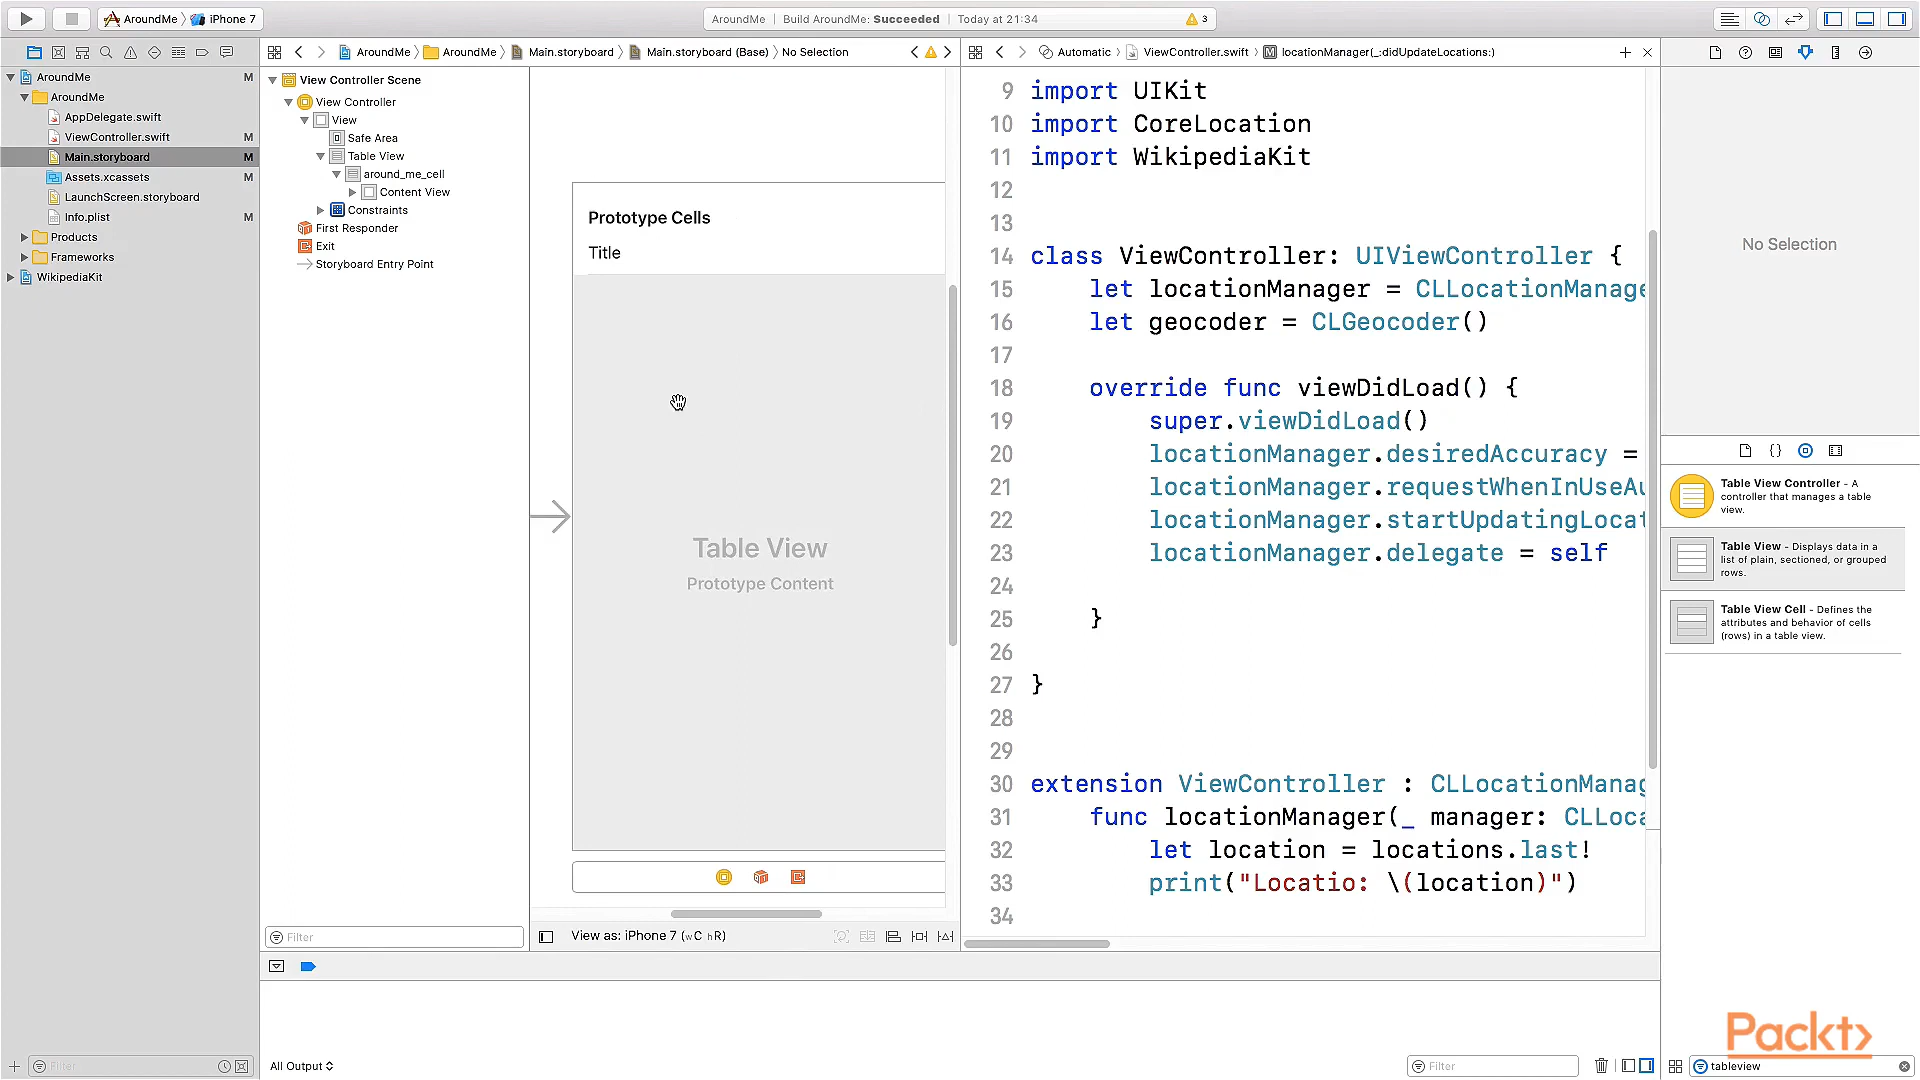 AroundMe
iPhone 7
AroundMe
Build AroundMe: Succeeded
Today at 21:34
3
AroundMe
AroundMe
Main.storyboard
Main.storyboard (Base)
No Selection
Automatic
ViewController.swift
locationManager(_:didUpdateLocations:)
AroundMe M
AroundMe
AppDelegate.swift
ViewController.swift M
Main.storyboard M
Assets.xcassets M
LaunchScreen.storyboard
Info.plist M
Products
Frameworks
WikipediaKit
View Controller Scene
View Controller
View
Safe Area
Table View
around_me_cell
Content View
Constraints
First Responder
Exit
Storyboard Entry Point
Prototype Cells
Title
Table View
Prototype Content
9 import UIKit
10 import CoreLocation
11 import WikipediaKit
12
13
14 class ViewController: UIViewController {
15 let locationManager = CLLocationManage
16 let geocoder = CLGeocoder()
17
18 override func viewDidLoad() {
19 super.viewDidLoad()
20 locationManager.desiredAccuracy =
21 locationManager.requestWhenInUseAu
22 locationManager.startUpdatingLocat
23 locationManager.delegate = self
24
25 }
26
27 }
28
29
30 extension ViewController : CLLocationManag
31 func locationManager(_ manager: CLLoca
32 let location = locations.last!
33 print("Locatio: \(location)")
34
No Selection
Table View Controller - A
controller that manages a table
view.
Table View - Displays data in a
list of plain, sectioned, or grouped
rows.
Table View Cell - Defines the
attributes and behavior of cells
(rows) in a table view.
Filter
View as: iPhone 7 (wC hR)
Filter
All Output
Filter
Packt>
tableview